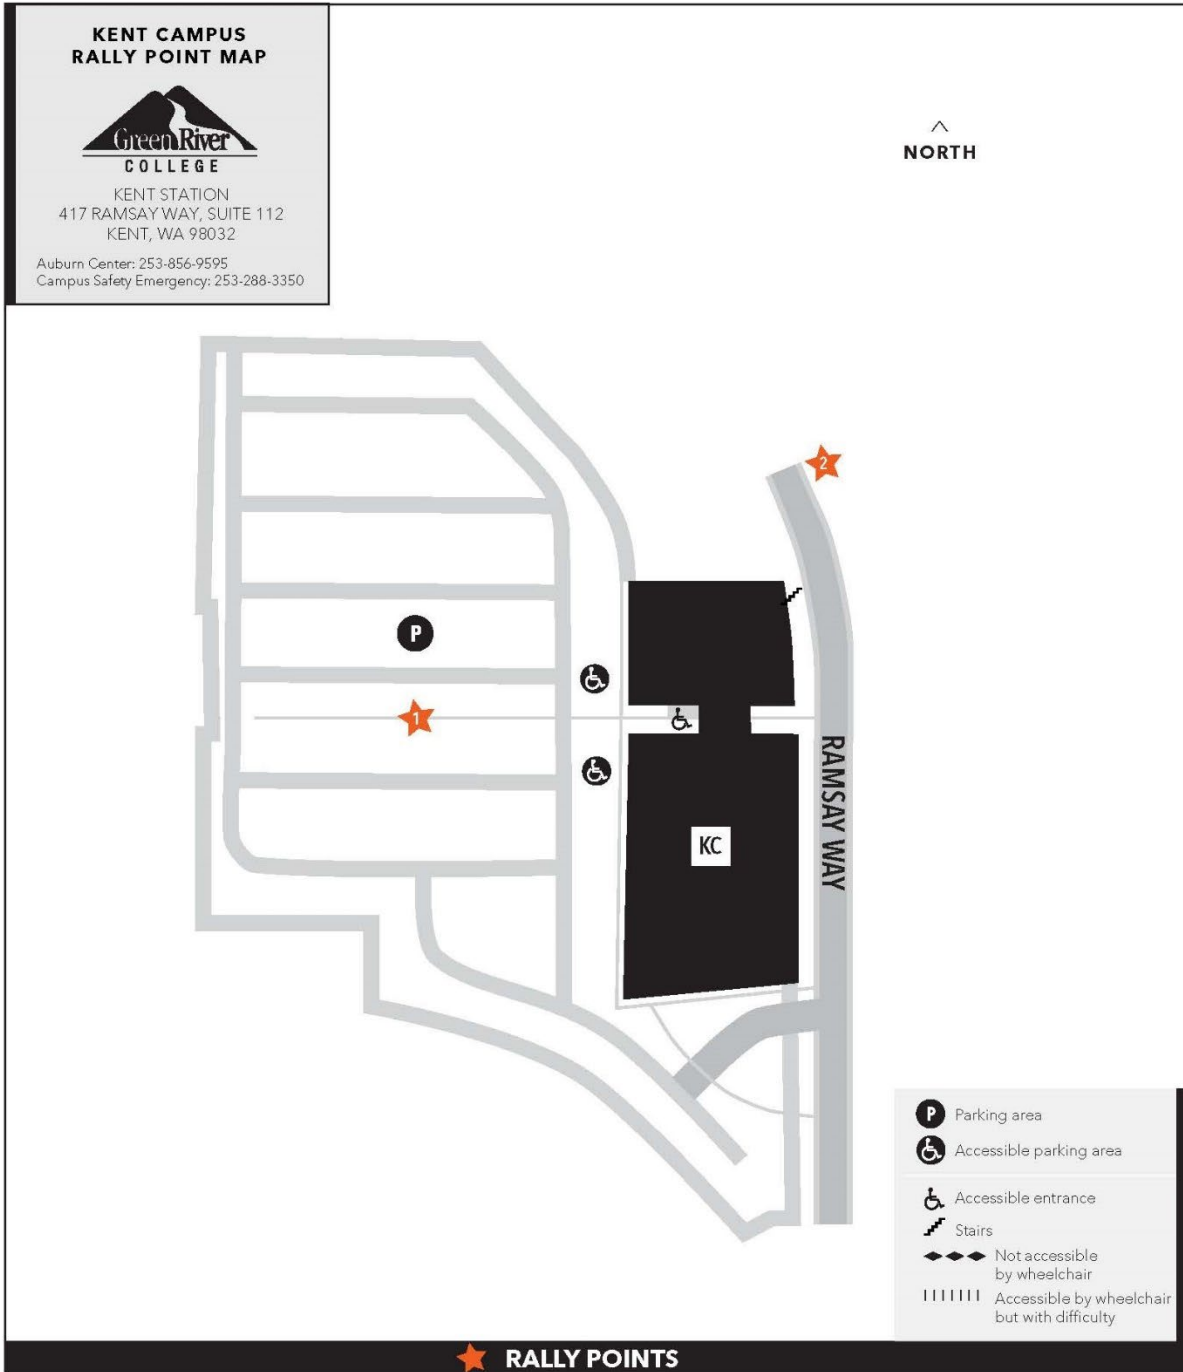 KENT CAMPUS
RALLY POINT MAP
Green River
COLLEGE
KENT STATION
417 RAMSAY WAY, SUITE 112
KENT, WA 98032
Auburn Center: 253-856-9595
Campus Safety Emergency: 253-288-3350
NORTH
2
P
1
RAMSAY WAY
KC
P Parking area
Accessible parking area
Accessible entrance
Stairs
Not accessible
by wheelchair
Accessible by wheelchair
but with difficulty
RALLY POINTS